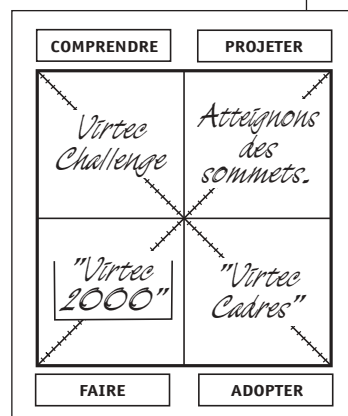 COMPRENDRE
PROJETER
Virtec
Challenge
Atteignons
des
sommets.
"Virtec
2000"
"Virtec
Cadres"
FAIRE
ADOPTER